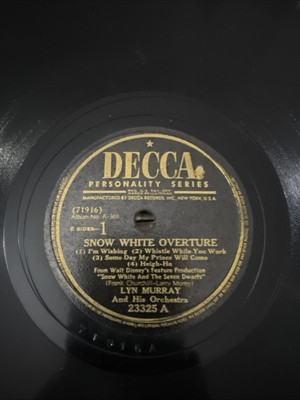 DECCA
PERSONALITY SERIES
MANUFACTURED BY DECCA RECORDS, INC., NEW YORK, U.S.A.
(71916)
Album No. A-368
6 SIDES-1
SNOW WHITE OVERTURE
(1) I'm Wishing (2) Whistle While You Work
(3) Some Day My Prince Will Come
(4) Heigh-Ho
From Walt Disney's Feature Production
"Snow White And The Seven Dwarfs"
(Frank Churchill-Larry Morey)
LYN MURRAY
And His Orchestra
23325 A